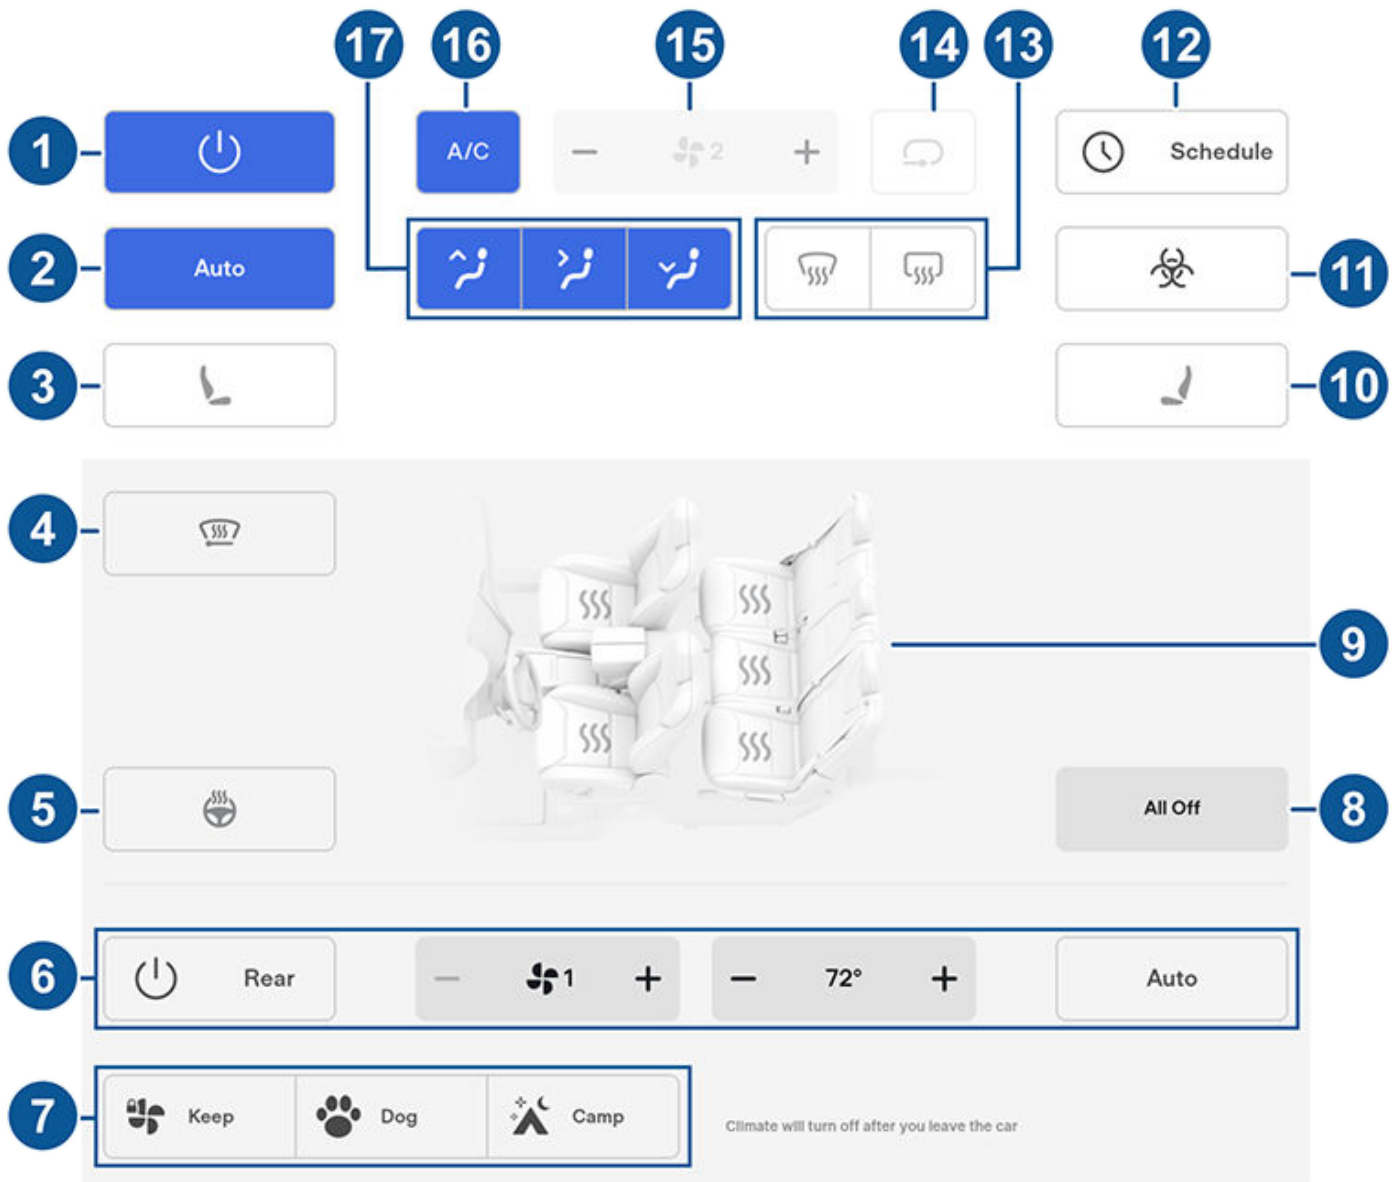 17 16 15 14 13 12
1
A/C
2
Schedule
2
Auto
11
3
10
4
9
5
All Off
8
6
Rear
1
72°
Auto
7
Keep
Dog
Camp
Climate will turn off after you leave the car